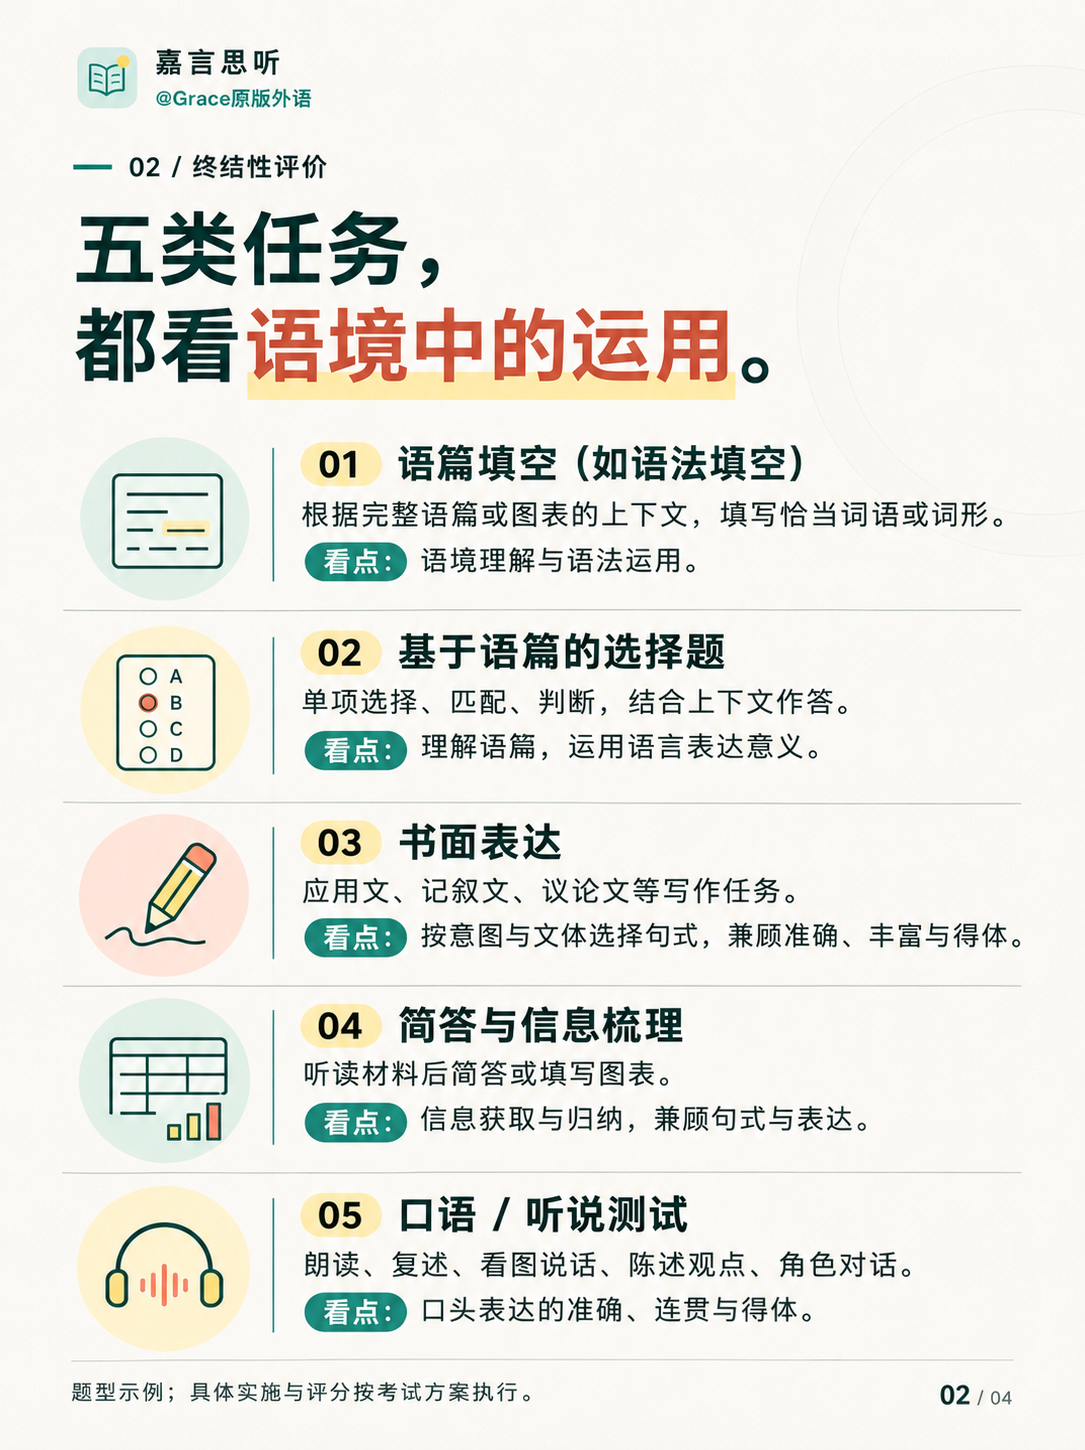 嘉言思听
@Grace原版外语
02 / 终结性评价
五类任务，
都看语境中的运用。
01 语篇填空（如语法填空）
根据完整语篇或图表的上下文，填写恰当词语或词形。
看点： 语境理解与语法运用。
A
B
C
D
02 基于语篇的选择题
单项选择、匹配、判断，结合上下文作答。
看点： 理解语篇，运用语言表达意义。
03 书面表达
应用文、记叙文、议论文等写作任务。
看点： 按意图与文体选择句式，兼顾准确、丰富与得体。
04 简答与信息梳理
听读材料后简答或填写图表。
看点： 信息获取与归纳，兼顾句式与表达。
05 口语 / 听说测试
朗读、复述、看图说话、陈述观点、角色对话。
看点： 口头表达的准确、连贯与得体。
题型示例；具体实施与评分按考试方案执行。
02 / 04